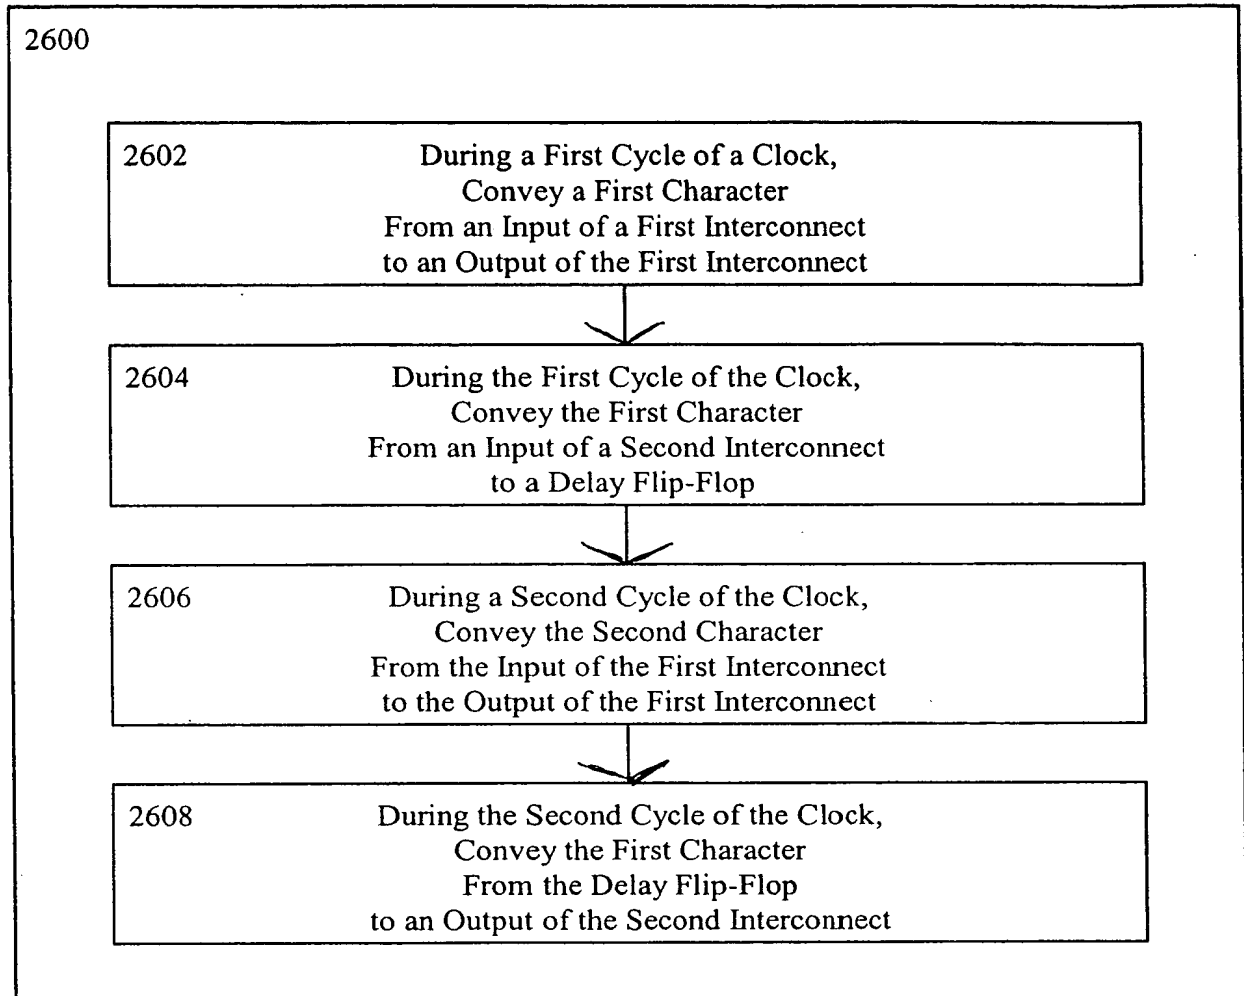 2600
2602 During a First Cycle of a Clock,
Convey a First Character
From an Input of a First Interconnect
to an Output of the First Interconnect
2604 During the First Cycle of the Clock,
Convey the First Character
From an Input of a Second Interconnect
to a Delay Flip-Flop
2606 During a Second Cycle of the Clock,
Convey the Second Character
From the Input of the First Interconnect
to the Output of the First Interconnect
2608 During the Second Cycle of the Clock,
Convey the First Character
From the Delay Flip-Flop
to an Output of the Second Interconnect